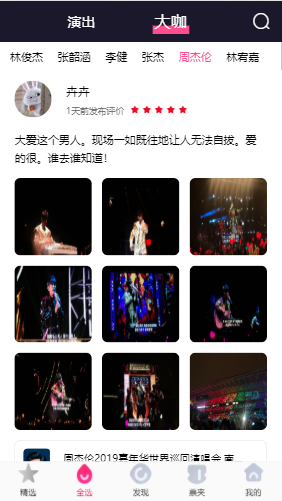 演出 大咖
林俊杰 张韶涵 李健 张杰 周杰伦 林宥嘉
卉卉
1天前发布评价
大爱这个男人。现场一如既往地让人无法自拔。爱
的很。谁去谁知道！
周杰伦2019嘉年华世界巡回演唱会 南...
精选 全选 发现 票夹 我的